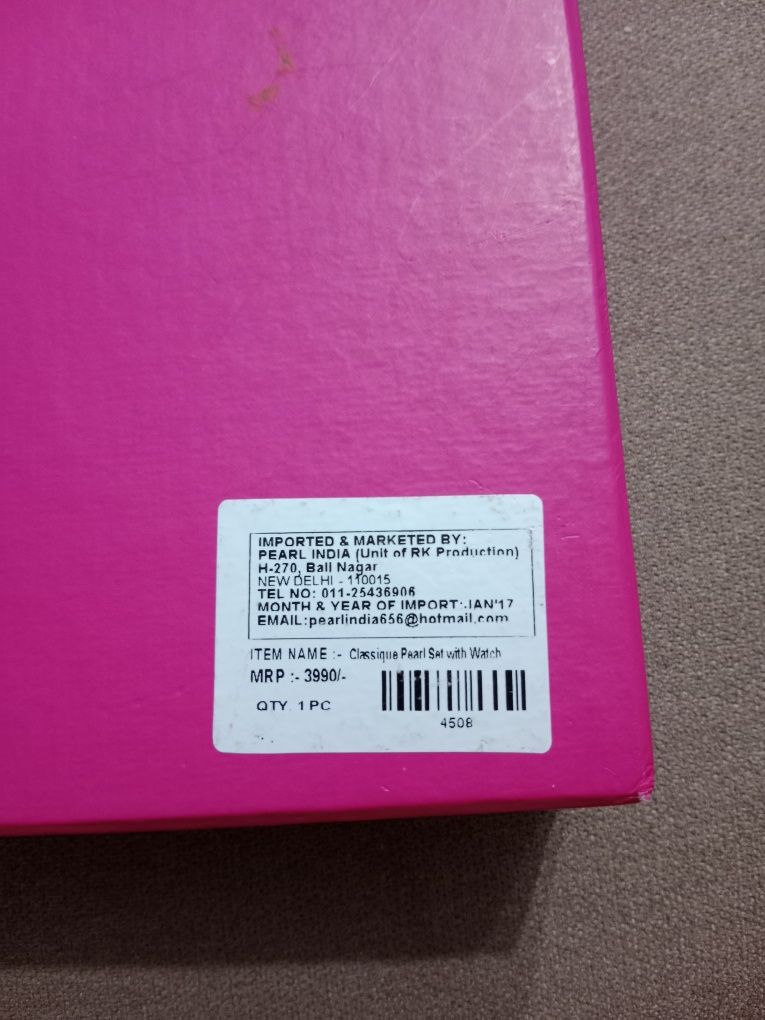 IMPORTED & MARKETED BY:
PEARL INDIA (Unit of RK Production)
H-270, Bali Nagar
NEW DELHI - 110015
TEL NO: 011-25436906
MONTH & YEAR OF IMPORT:JAN'17
EMAIL:pearlindia656@hotmail.com
ITEM NAME :- Classique Pearl Set with Watch
MRP :- 3990/-
QTY. 1 PC
4508